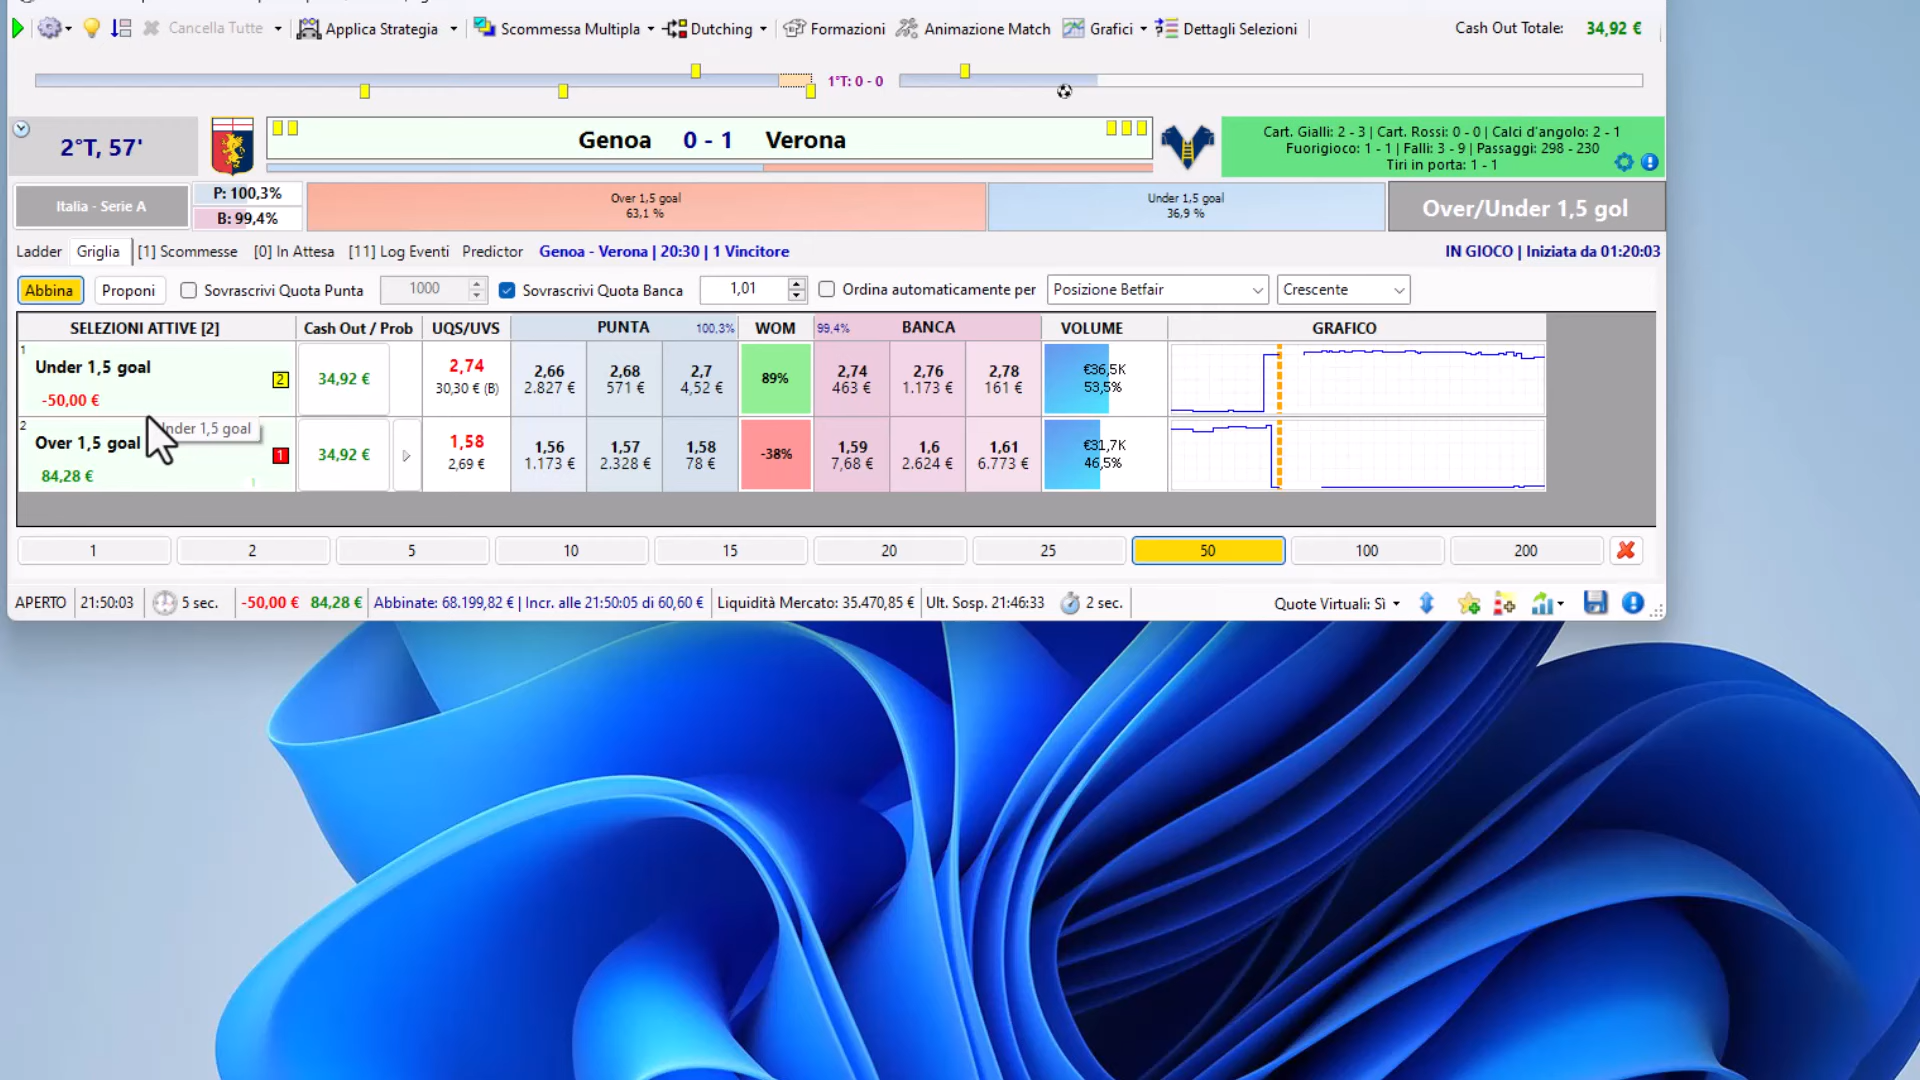 Cancella Tutte
Applica Strategia
Scommessa Multipla
Dutching
Formazioni
Animazione Match
Grafici
Dettagli Selezioni
Cash Out Totale: 34,92 €
1°T: 0 - 0
2°T, 57'
Genoa 0 - 1 Verona
Cart. Gialli: 2 - 3 | Cart. Rossi: 0 - 0 | Calci d'angolo: 2 - 1
Fuorigioco: 1 - 1 | Falli: 3 - 9 | Passaggi: 298 - 230
Tiri in porta: 1 - 1
Italia - Serie A
P: 100,3%
B: 99,4%
Over 1,5 goal
63,1 %
Under 1,5 goal
36,9 %
Over/Under 1,5 gol
Ladder Griglia [1] Scommesse [0] In Attesa [11] Log Eventi Predictor Genoa - Verona | 20:30 | 1 Vincitore IN GIOCO | Iniziata da 01:20:03
Abbina Proponi Sovrascrivi Quota Punta 1000 Sovrascrivi Quota Banca 1,01 Ordina automaticamente per Posizione Betfair Crescente
SELEZIONI ATTIVE [2] Cash Out / Prob UQS/UVS PUNTA 100,3% WOM 99,4% BANCA VOLUME GRAFICO
1
Under 1,5 goal
-50,00 €
2
34,92 €
2,74
30,30 € (B)
2,66
2.827 €
2,68
571 €
2,7
4,52 €
89%
2,74
463 €
2,76
1.173 €
2,78
161 €
€36,5K
53,5%
2
Over 1,5 goal
84,28 €
1
34,92 €
1,58
2,69 €
1,56
1.173 €
1,57
2.328 €
1,58
78 €
-38%
1,59
7,68 €
1,6
2.624 €
1,61
6.773 €
€31,7K
46,5%
1 2 5 10 15 20 25 50 100 200
APERTO 21:50:03 5 sec. -50,00 € 84,28 € Abbinate: 68.199,82 € | Incr. alle 21:50:05 di 60,60 € Liquidità Mercato: 35.470,85 € Ult. Sosp. 21:46:33 2 sec. Quote Virtuali: Sì